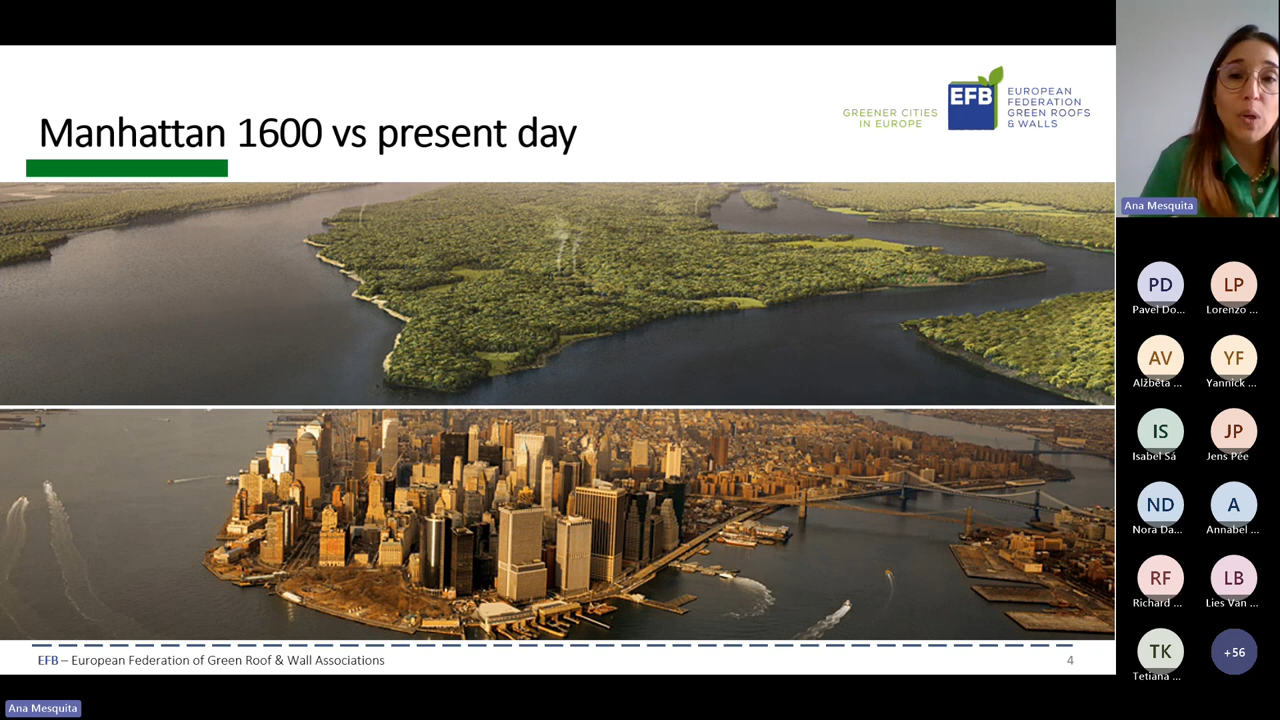 Manhattan 1600 vs present day
GREENER CITIES
IN EUROPE
EFB
EUROPEAN
FEDERATION
GREEN ROOFS
& WALLS
EFB – European Federation of Green Roof & Wall Associations
4
Ana Mesquita
Ana Mesquita
PD
Pavel Do...
LP
Lorenzo ...
AV
Alžběta ...
YF
Yannick ...
IS
Isabel Sá
JP
Jens Pée
ND
Nora Da...
A
Annabel ...
RF
Richard ...
LB
Lies Van ...
TK
Tetiana ...
+56